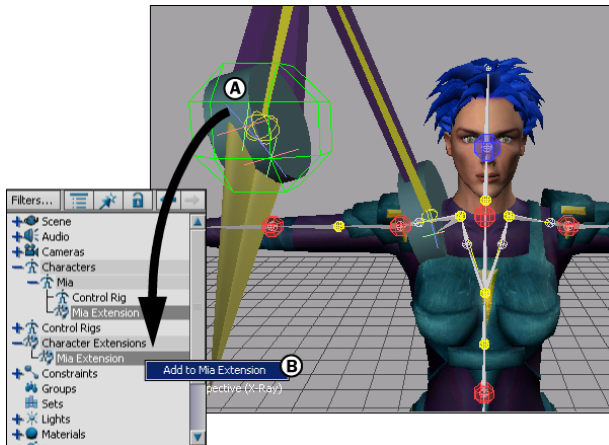 A
Filters...
Scene
Audio
Cameras
Characters
Mia
Control Rig
Mia Extension
Control Rigs
Character Extensions
Mia Extension
Add to Mia Extension
B
Constraints
spective (X-Ray)
Groups
Sets
Lights
Materials